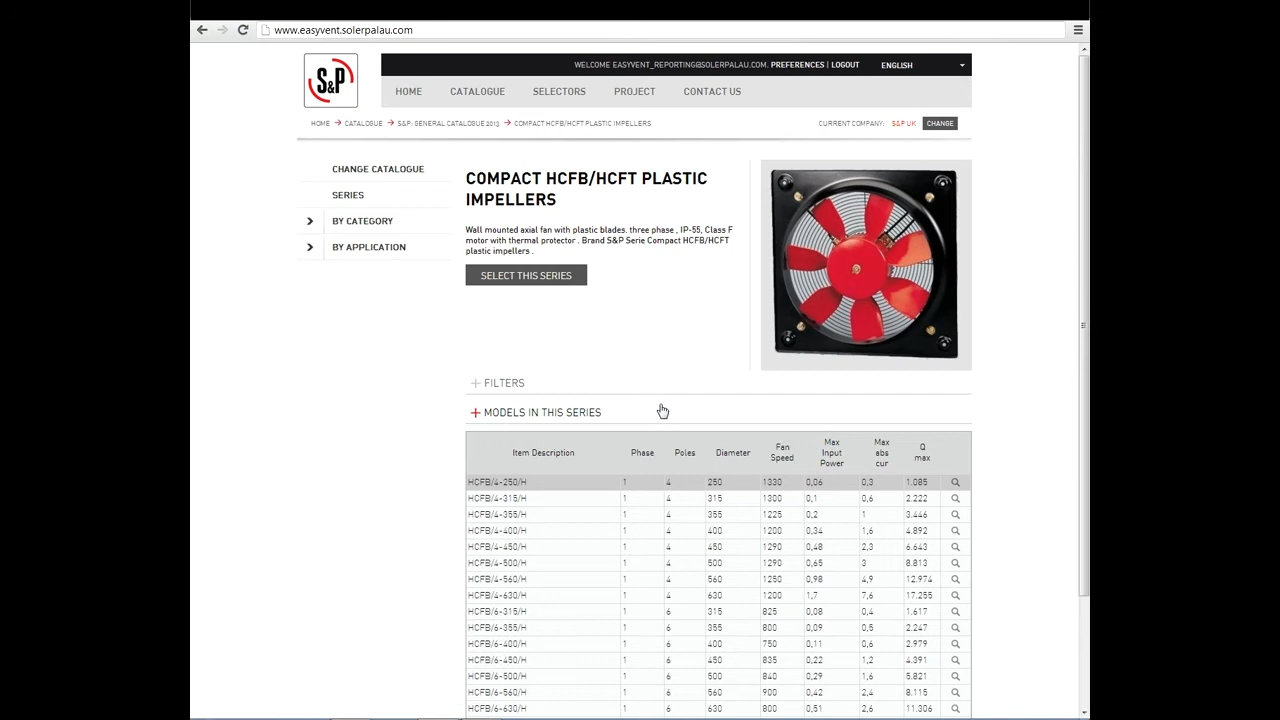 www.easyvent.solerpalau.com
S&P
WELCOME EASYVENT_REPORTING@SOLERPALAU.COM. PREFERENCES | LOGOUT ENGLISH
HOME CATALOGUE SELECTORS PROJECT CONTACT US
HOME CATALOGUE S&P: GENERAL CATALOGUE 2013 COMPACT HCFB/HCFT PLASTIC IMPELLERS CURRENT COMPANY: S&P UK CHANGE
CHANGE CATALOGUE
SERIES
BY CATEGORY
BY APPLICATION
COMPACT HCFB/HCFT PLASTIC
IMPELLERS
Wall mounted axial fan with plastic blades. three phase , IP-55, Class F
motor with thermal protector . Brand S&P Serie Compact HCFB/HCFT
plastic impellers .
SELECT THIS SERIES
FILTERS
MODELS IN THIS SERIES
Item Description Phase Poles Diameter Fan Speed Max Input Power Max abs cur Q max
HCFB/4-250/H 1 4 250 1330 0,06 0,3 1.085
HCFB/4-315/H 1 4 315 1300 0,1 0,6 2.222
HCFB/4-355/H 1 4 355 1225 0,2 1 3.446
HCFB/4-400/H 1 4 400 1200 0,34 1,6 4.892
HCFB/4-450/H 1 4 450 1290 0,48 2,3 6.643
HCFB/4-500/H 1 4 500 1290 0,65 3 8.813
HCFB/4-560/H 1 4 560 1250 0,98 4,9 12.974
HCFB/4-630/H 1 4 630 1200 1,7 7,6 17.255
HCFB/6-315/H 1 6 315 825 0,08 0,4 1.617
HCFB/6-355/H 1 6 355 800 0,09 0,5 2.247
HCFB/6-400/H 1 6 400 750 0,11 0,6 2.979
HCFB/6-450/H 1 6 450 835 0,22 1,2 4.391
HCFB/6-500/H 1 6 500 840 0,29 1,6 5.821
HCFB/6-560/H 1 6 560 900 0,42 2,4 8.115
HCFB/6-630/H 1 6 630 800 0,51 2,6 11.306